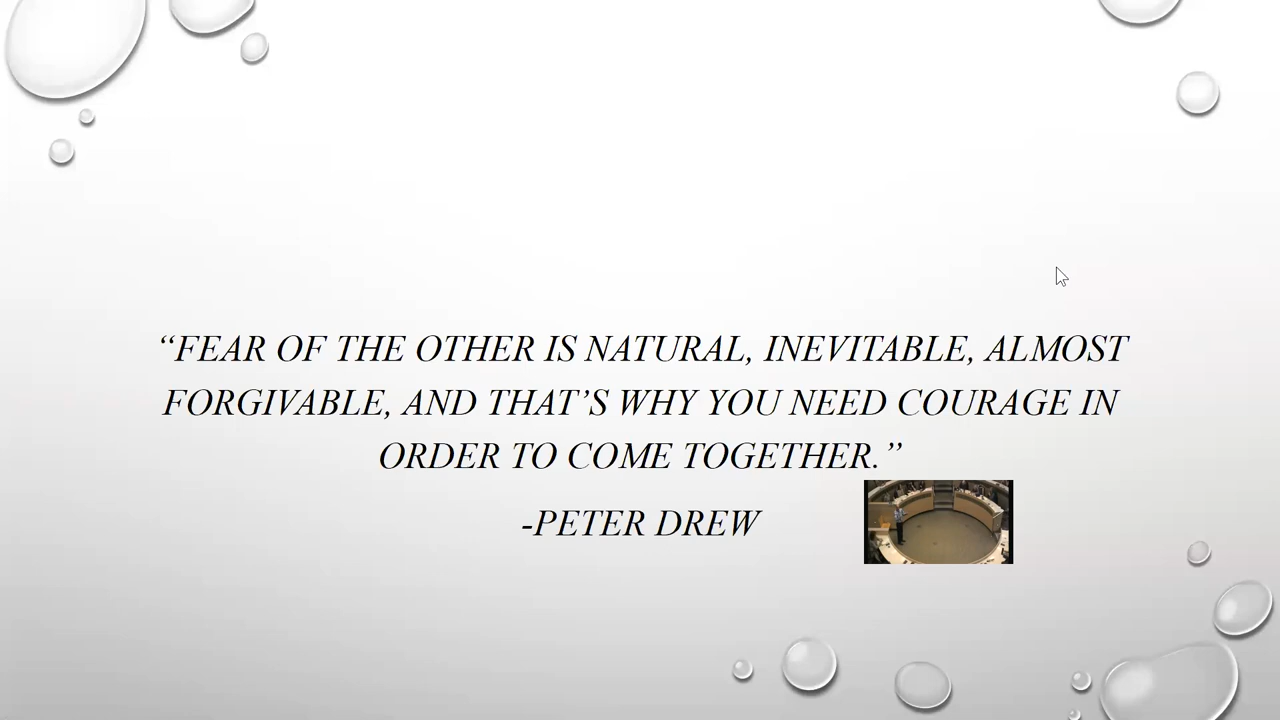 “FEAR OF THE OTHER IS NATURAL, INEVITABLE, ALMOST
FORGIVABLE, AND THAT’S WHY YOU NEED COURAGE IN
ORDER TO COME TOGETHER.”
-PETER DREW